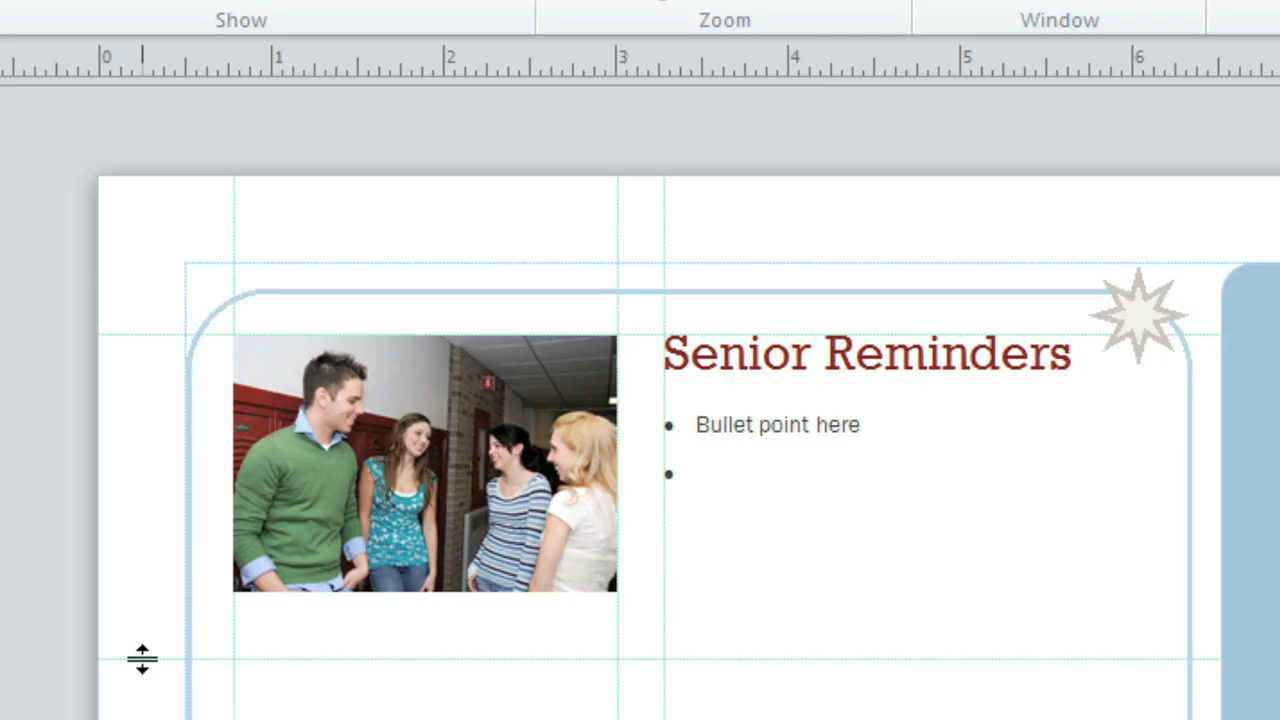 Show Zoom Window
0 1 2 3 4 5 6
Senior Reminders
• Bullet point here
•